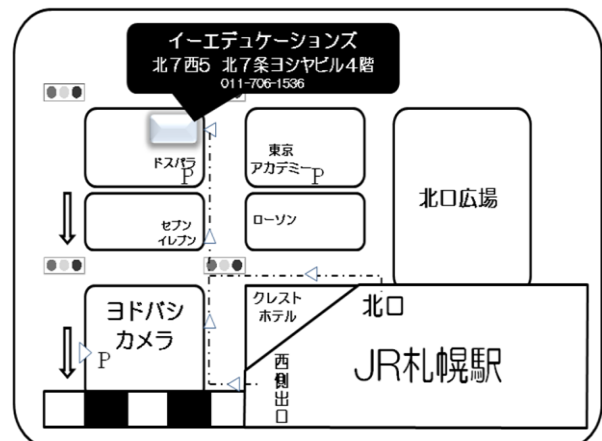 イーエデュケーションズ
北７西５ 北７条ヨシヤビル４階
011-706-1536
ドスパラ
P
東京
アカデミー
P
北口広場
セブン
イレブン
ローソン
ヨドバシ
カメラ
P
クレスト
ホテル
北口
JR札幌駅
西側出口